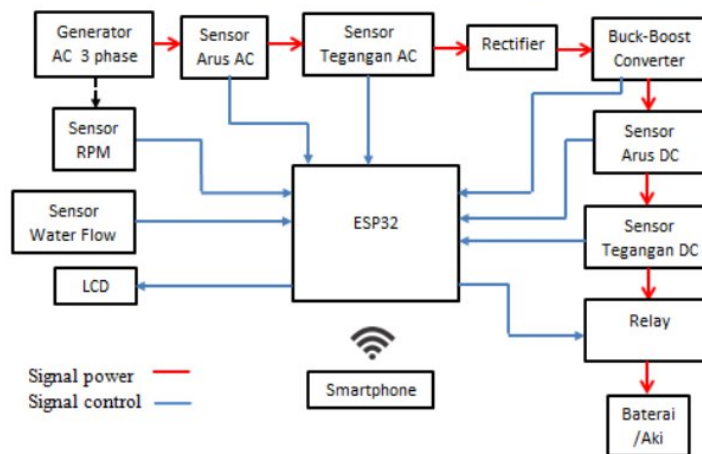 Generator
AC 3 phase
Sensor
Arus AC
Sensor
Tegangan AC
Rectifier
Buck-Boost
Converter
Sensor
RPM
Sensor
Arus DC
Sensor
Water Flow
ESP32
Sensor
Tegangan DC
LCD
Relay
Signal power
Signal control
Smartphone
Baterai
/Aki